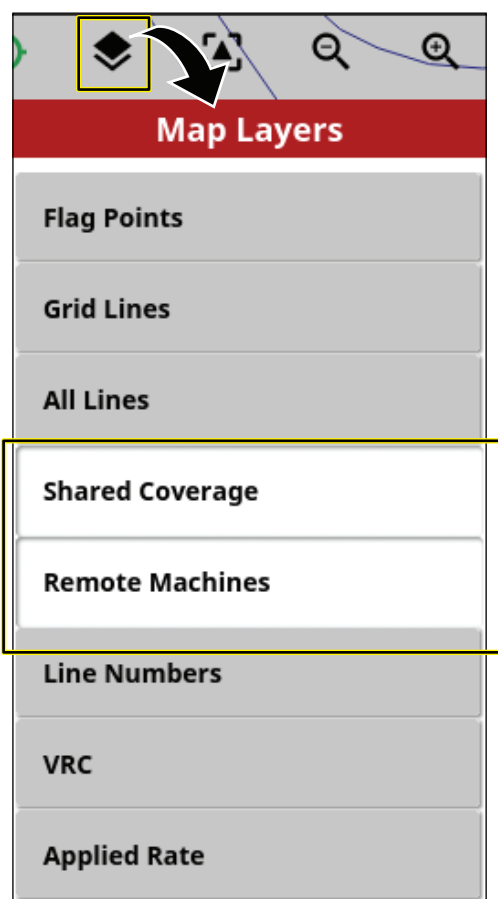 Map Layers
Flag Points
Grid Lines
All Lines
Shared Coverage
Remote Machines
Line Numbers
VRC
Applied Rate